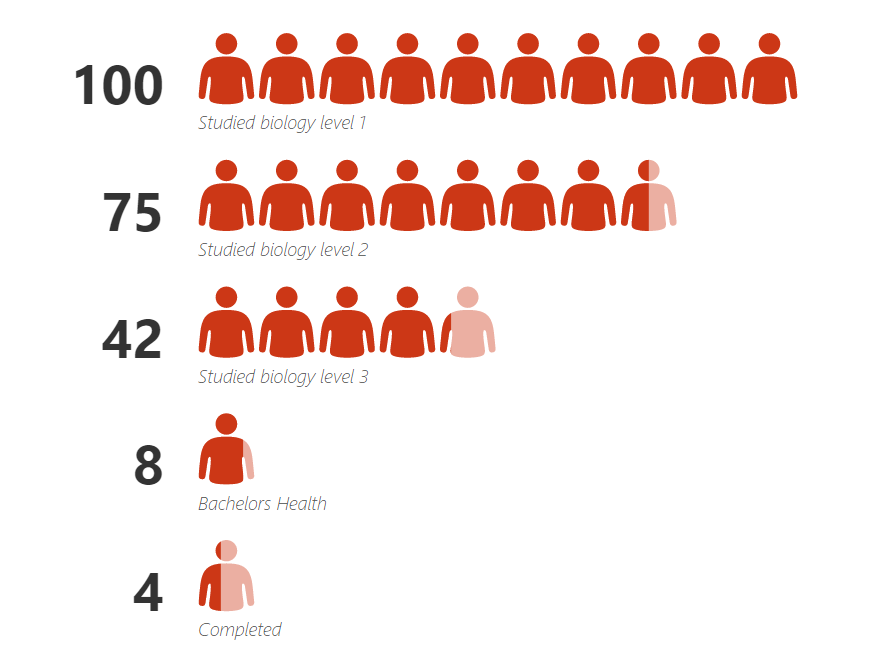 100
Studied biology level 1
75
Studied biology level 2
42
Studied biology level 3
8
Bachelors Health
4
Completed